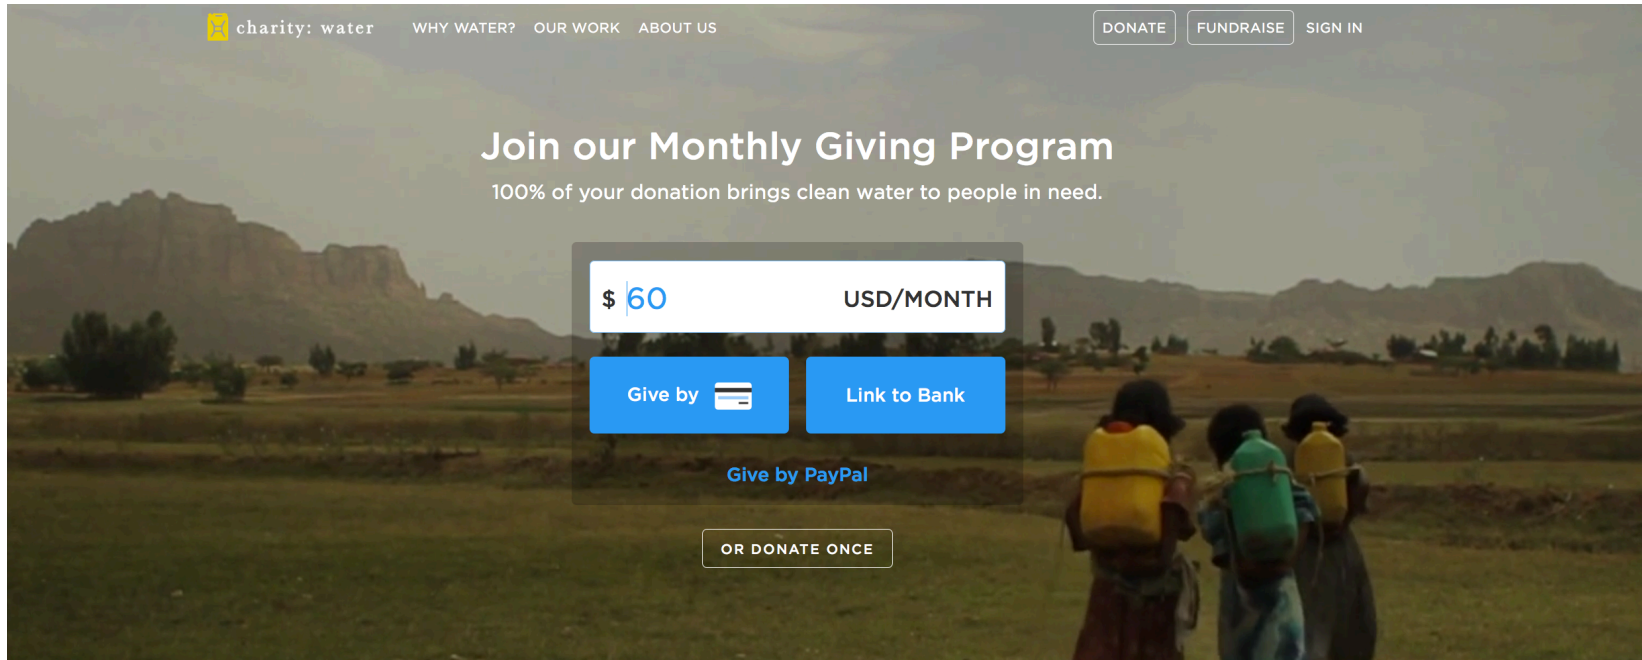 charity: water
WHY WATER? OUR WORK ABOUT US
DONATE FUNDRAISE SIGN IN
Join our Monthly Giving Program
100% of your donation brings clean water to people in need.
$ 60 USD/MONTH
Give by
Link to Bank
Give by PayPal
OR DONATE ONCE